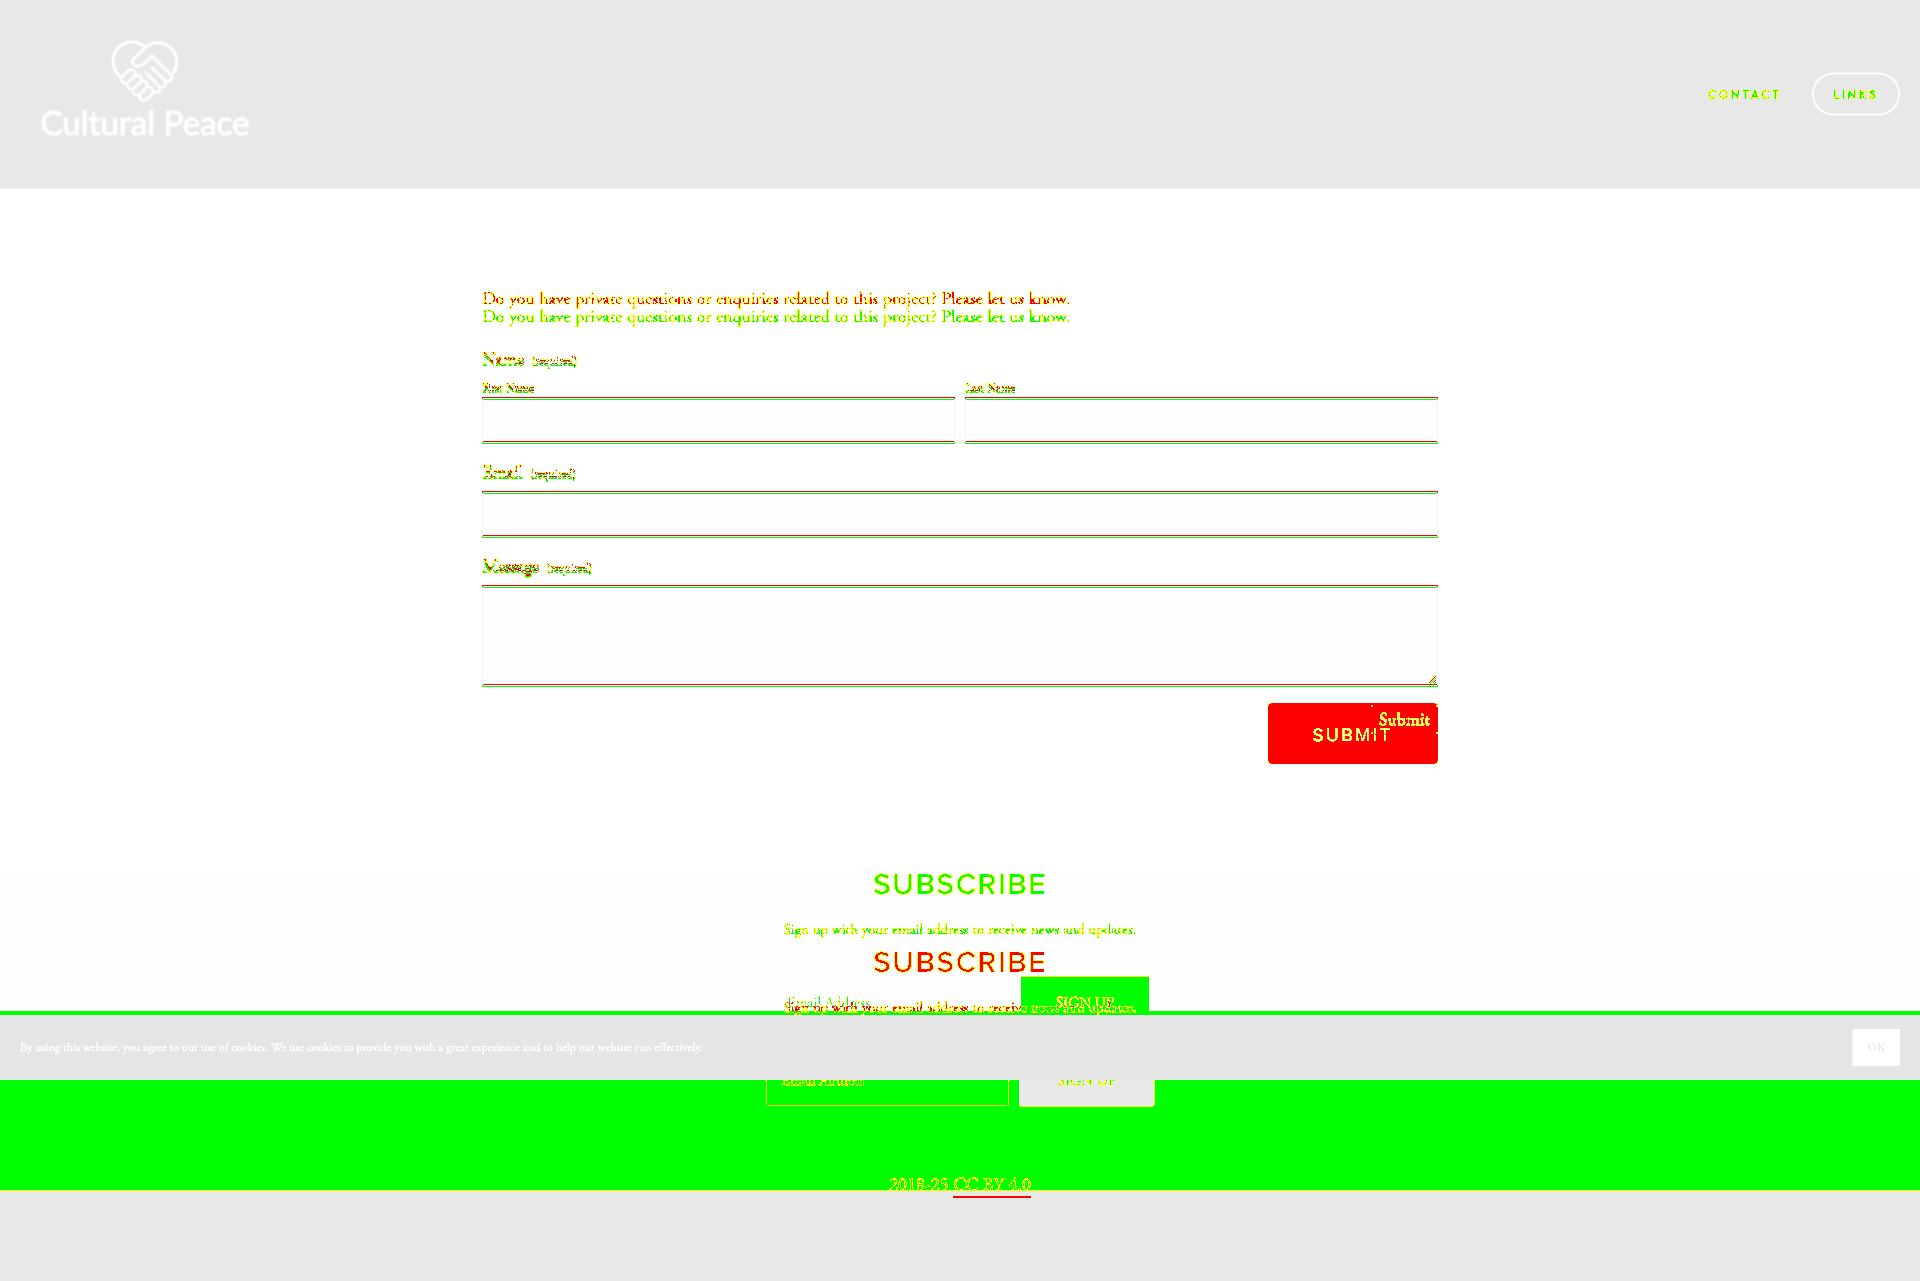 Cultural Peace
CONTACT
LINKS
Do you have private questions or enquiries related to this project? Please let us know.
Do you have private questions or enquiries related to this project? Please let us know.
Name (required)
First Name
Last Name
Email (required)
Message (required)
Submit
SUBMIT
SUBSCRIBE
Sign up with your email address to receive news and updates.
SUBSCRIBE
Email Address
SIGN UP
Sign up with your email address to receive news and updates.
By using this website, you agree to our use of cookies. We use cookies to provide you with a great experience and to help our website run effectively.
OK
Email Address
SIGN UP
2018-25 CC BY 4.0